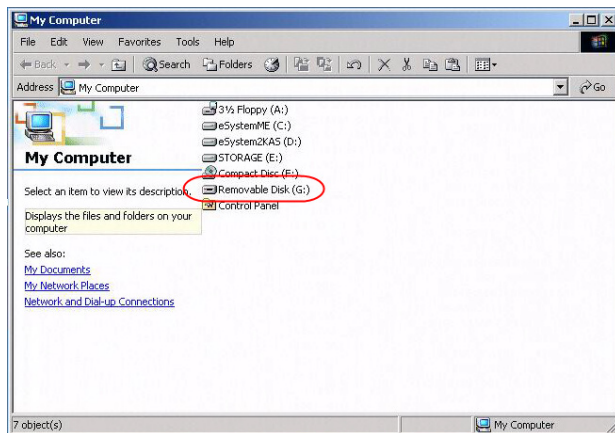 My Computer
File Edit View Favorites Tools Help
Back Search Folders
Address My Computer Go
3½ Floppy (A:)
eSystemME (C:)
eSystem2KAS (D:)
STORAGE (E:)
Compact Disc (F:)
Removable Disk (G:)
Control Panel
My Computer
Select an item to view its description.
Displays the files and folders on your
computer
See also:
My Documents
My Network Places
Network and Dial-up Connections
7 object(s) My Computer